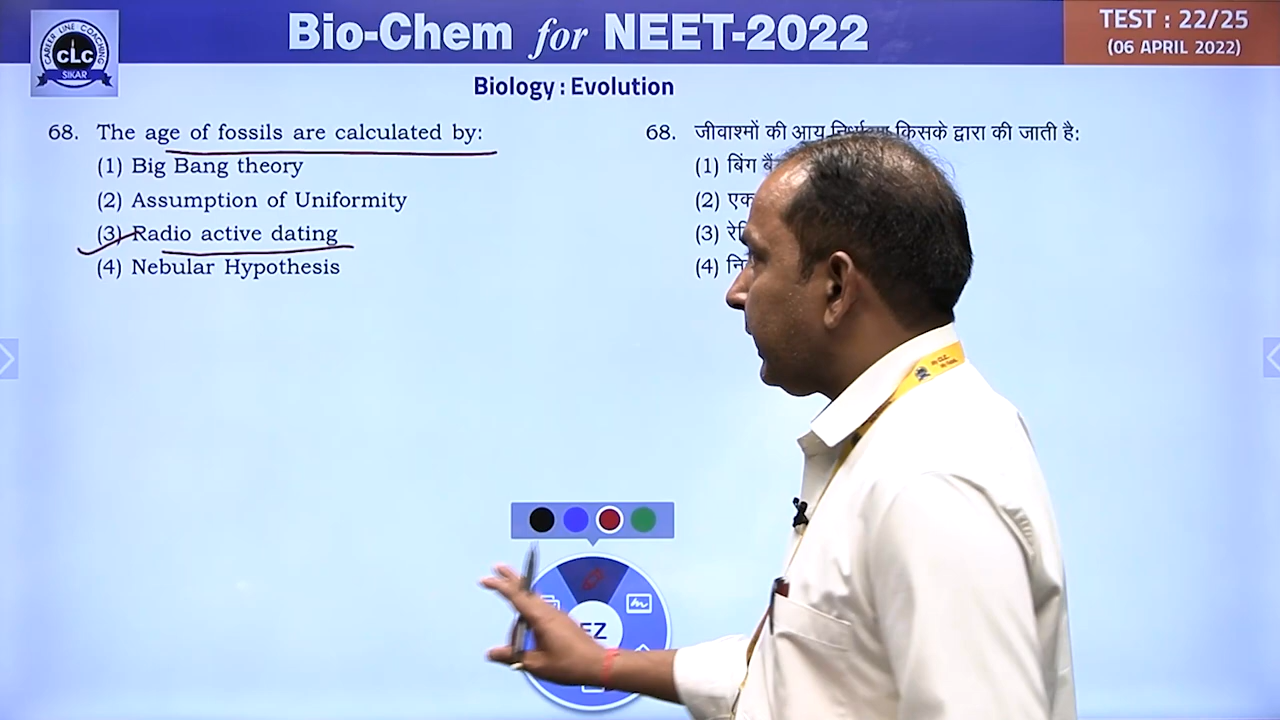 Bio-Chem for NEET-2022
TEST : 22/25
(06 APRIL 2022)
CAREER LINE COACHING
CLC
SIKAR
Biology : Evolution
68. The age of fossils are calculated by:
(1) Big Bang theory
(2) Assumption of Uniformity
(3) Radio active dating
(4) Nebular Hypothesis
68. जीवाश्मों की आयु निर्धारण किसके द्वारा की जाती है:
(1) बिंग
(2)
(3)
(4)
EZ